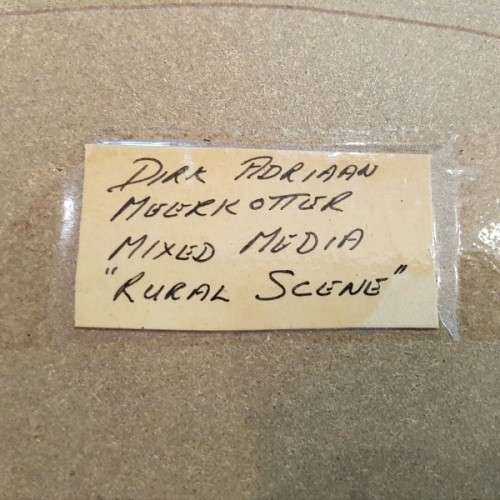 DIRK ADRIAAN
MEERKOTTER
MIXED MEDIA
"RURAL SCENE"